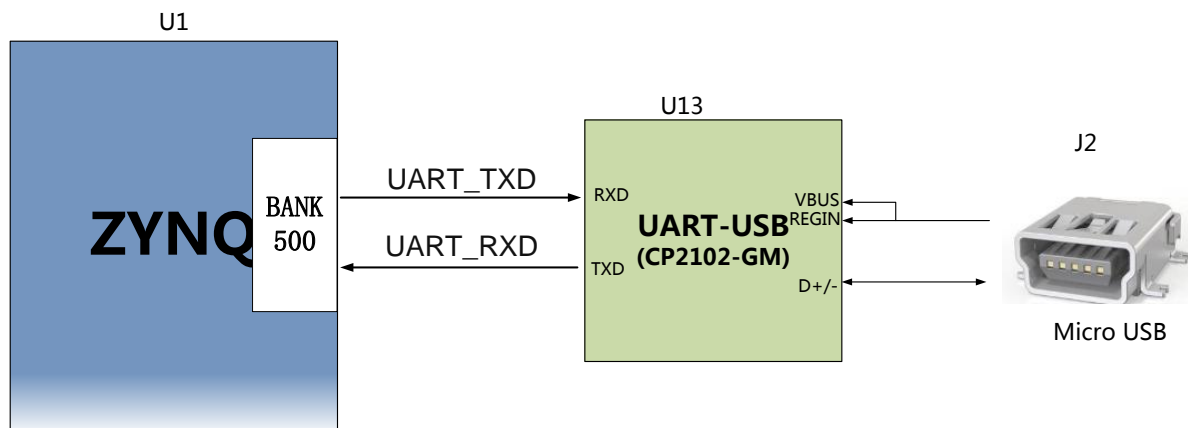 U1
ZYNQ
BANK
500
UART_TXD
UART_RXD
U13
RXD
TXD
UART-USB
(CP2102-GM)
VBUS
REGIN
D+/-
J2
Micro USB